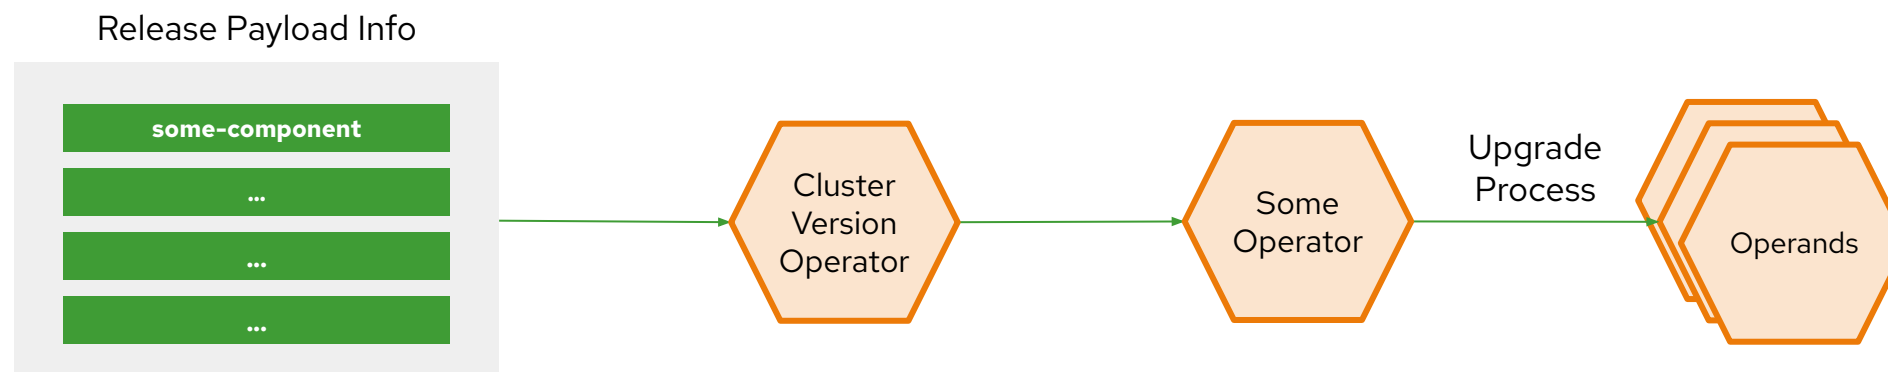 Release Payload Info
some-component
...
...
...
Cluster
Version
Operator
Some
Operator
Upgrade
Process
Operands